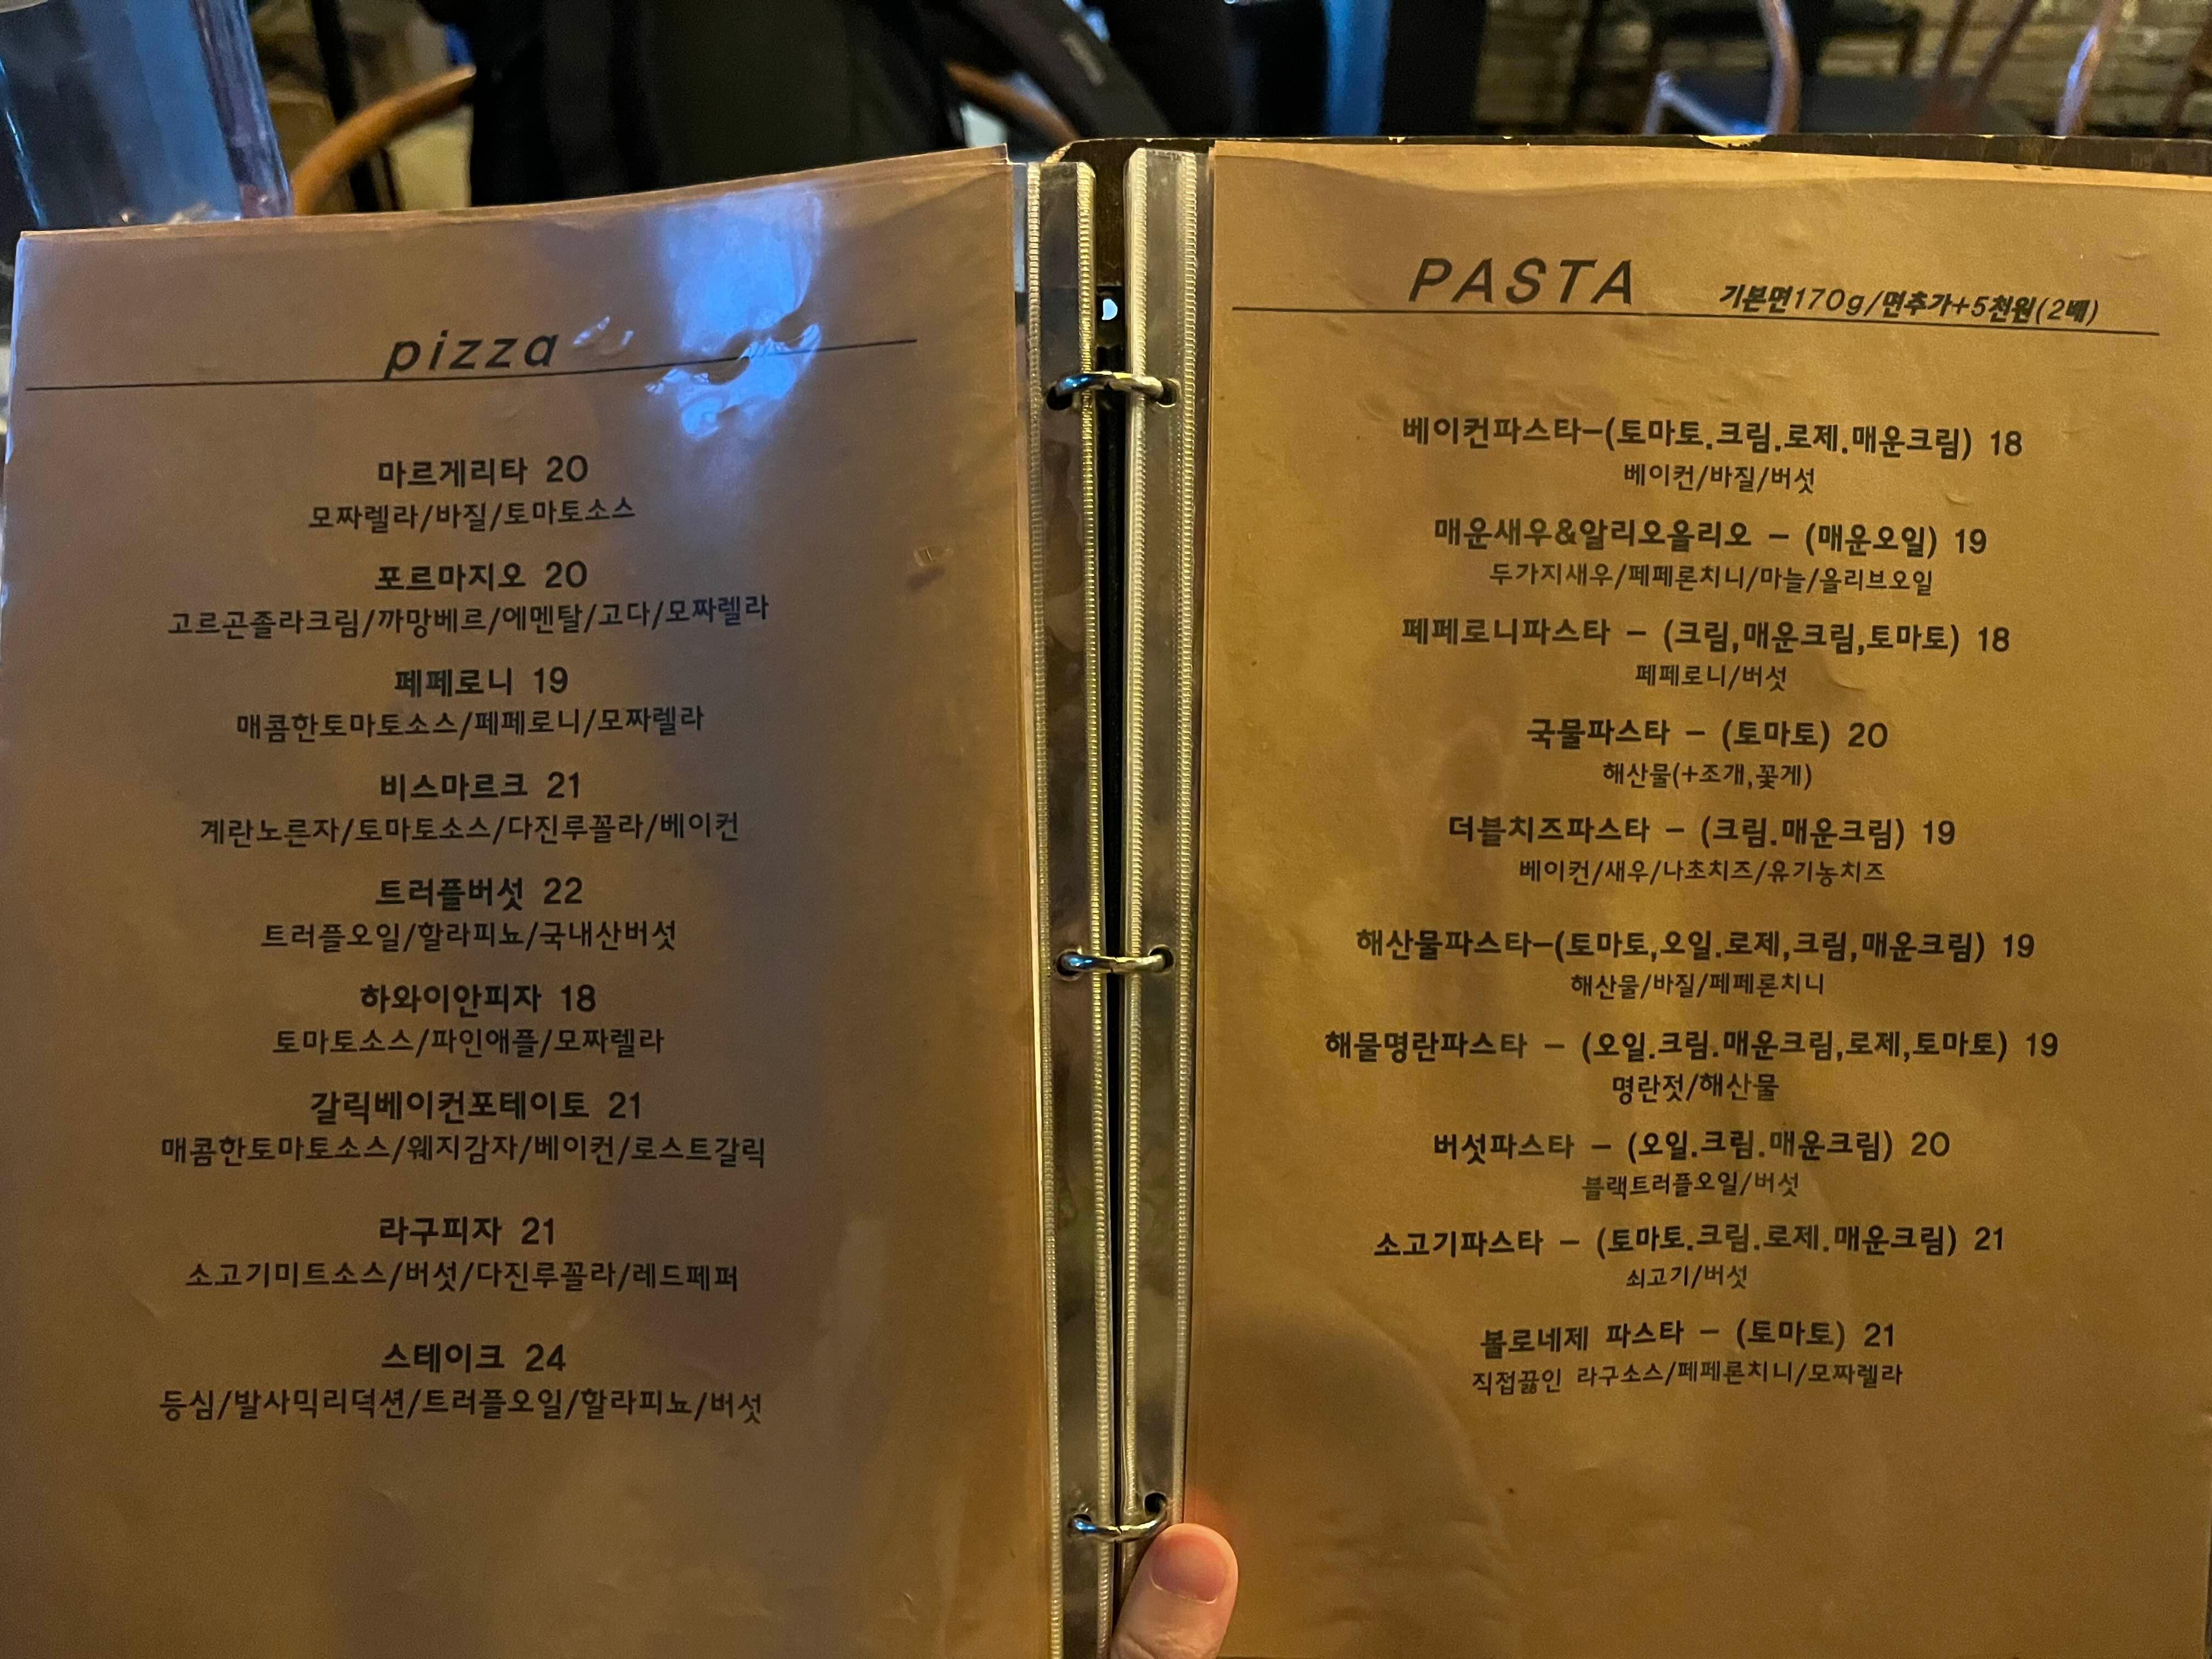 pizza
마르게리타 20
모짜렐라/바질/토마토소스
포르마지오 20
고르곤졸라크림/까망베르/에멘탈/고다/모짜렐라
페페로니 19
매콤한토마토소스/페페로니/모짜렐라
비스마르크 21
계란노른자/토마토소스/다진루꼴라/베이컨
트러플버섯 22
트러플오일/할라피뇨/국내산버섯
하와이안피자 18
토마토소스/파인애플/모짜렐라
갈릭베이컨포테이토 21
매콤한토마토소스/웨지감자/베이컨/로스트갈릭
라구피자 21
소고기미트소스/버섯/다진루꼴라/레드페퍼
스테이크 24
등심/발사믹리덕션/트러플오일/할라피뇨/버섯
PASTA 기본면170g/면추가+5천원(2배)
베이컨파스타-(토마토.크림.로제.매운크림) 18
베이컨/바질/버섯
매운새우&알리오올리오 - (매운오일) 19
두가지새우/페페론치니/마늘/올리브오일
페페로니파스타 - (크림,매운크림,토마토) 18
페페로니/버섯
국물파스타 - (토마토) 20
해산물(+조개,꽃게)
더블치즈파스타 - (크림.매운크림) 19
베이컨/새우/나초치즈/유기농치즈
해산물파스타-(토마토,오일.로제,크림,매운크림) 19
해산물/바질/페페론치니
해물명란파스타 - (오일.크림.매운크림,로제,토마토) 19
명란젓/해산물
버섯파스타 - (오일.크림.매운크림) 20
블랙트러플오일/버섯
소고기파스타 - (토마토.크림.로제.매운크림) 21
쇠고기/버섯
볼로네제 파스타 - (토마토) 21
직접끓인 라구소스/페페론치니/모짜렐라